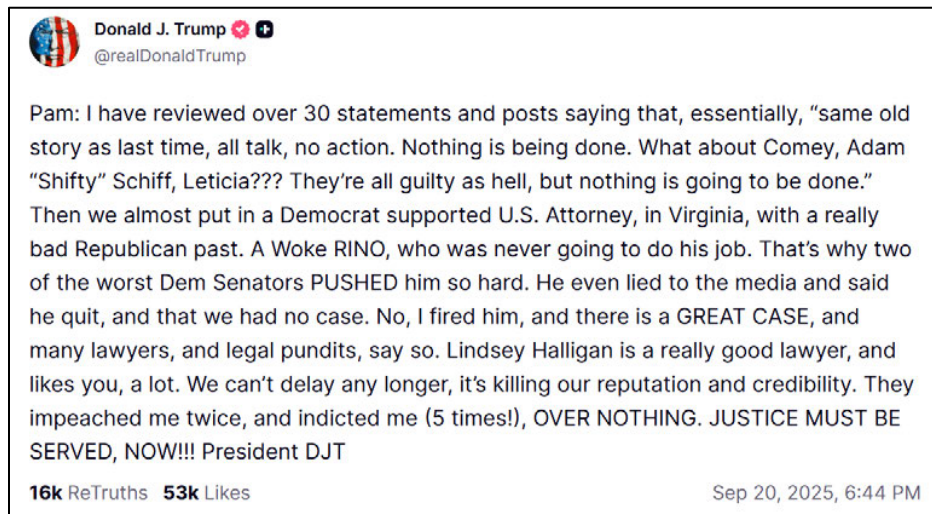 Donald J. Trump
@realDonaldTrump
Pam: I have reviewed over 30 statements and posts saying that, essentially, “same old
story as last time, all talk, no action. Nothing is being done. What about Comey, Adam
“Shifty” Schiff, Leticia??? They’re all guilty as hell, but nothing is going to be done.”
Then we almost put in a Democrat supported U.S. Attorney, in Virginia, with a really
bad Republican past. A Woke RINO, who was never going to do his job. That’s why two
of the worst Dem Senators PUSHED him so hard. He even lied to the media and said
he quit, and that we had no case. No, I fired him, and there is a GREAT CASE, and
many lawyers, and legal pundits, say so. Lindsey Halligan is a really good lawyer, and
likes you, a lot. We can’t delay any longer, it’s killing our reputation and credibility. They
impeached me twice, and indicted me (5 times!), OVER NOTHING. JUSTICE MUST BE
SERVED, NOW!!! President DJT
16k ReTruths 53k Likes Sep 20, 2025, 6:44 PM